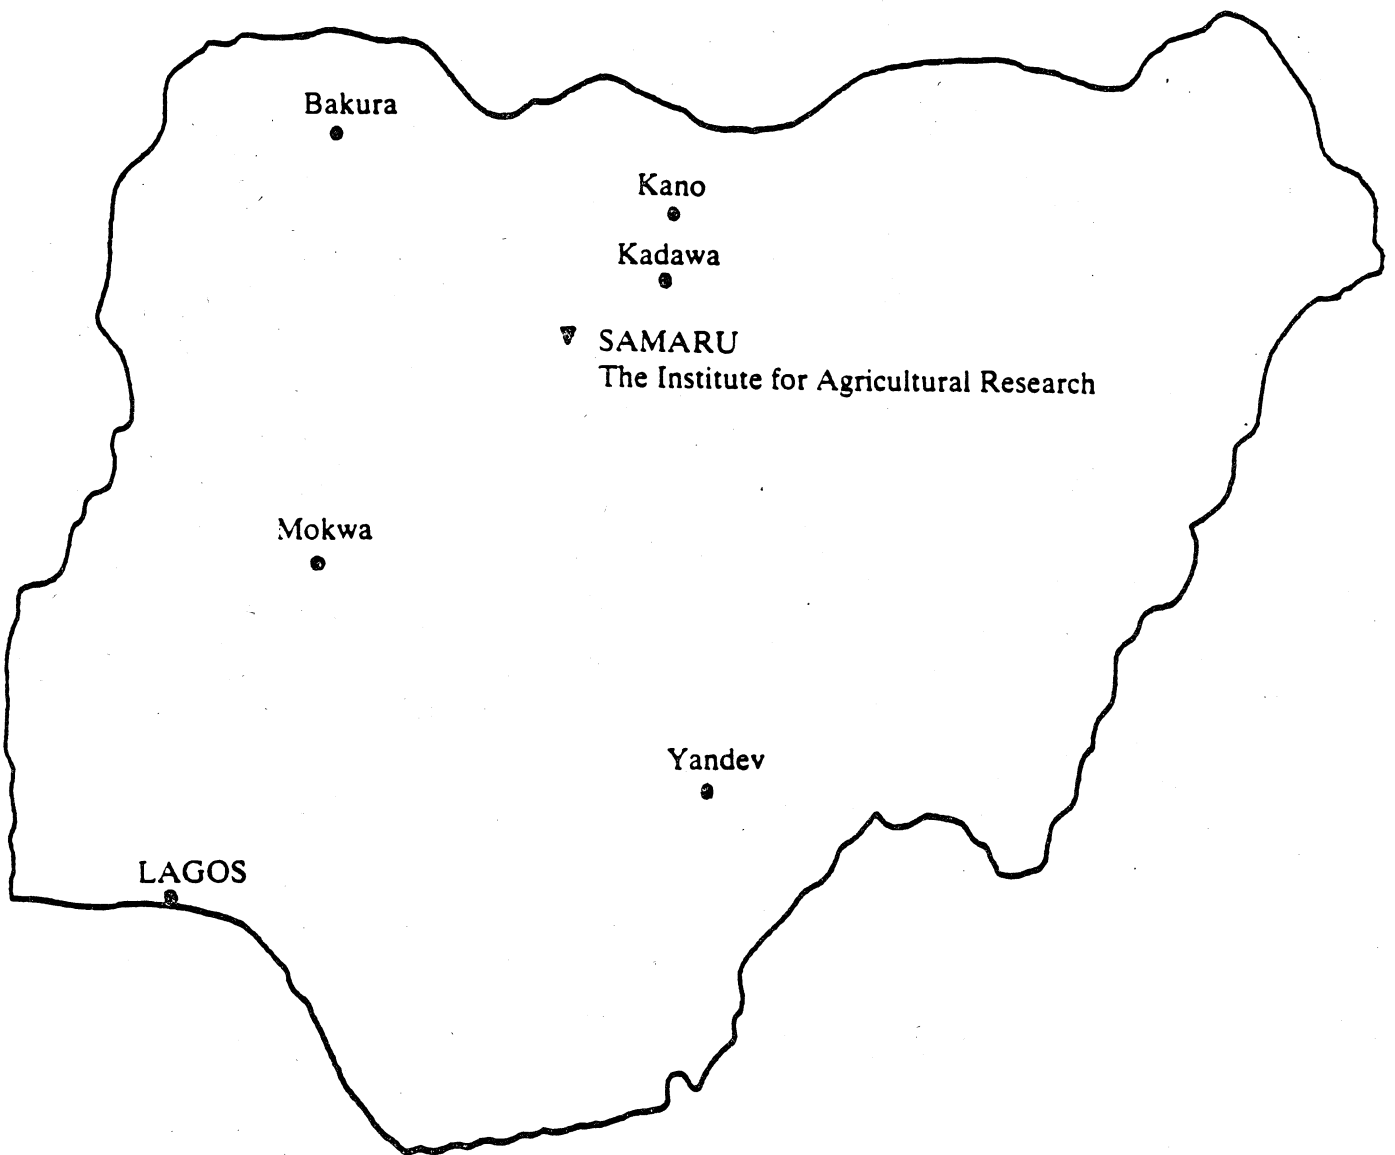 Bakura
Kano
Kadawa
SAMARU
The Institute for Agricultural Research
Mokwa
Yandev
LAGOS